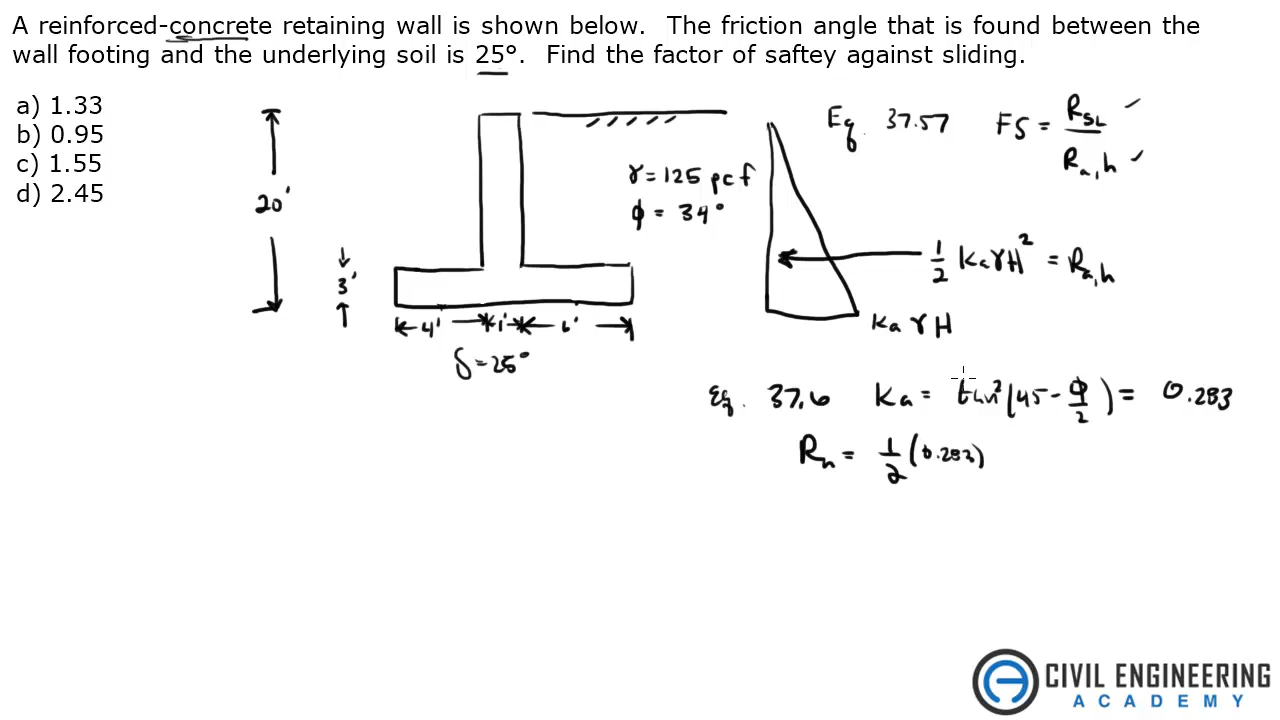 A reinforced-concrete retaining wall is shown below. The friction angle that is found between the
wall footing and the underlying soil is 25°. Find the factor of saftey against sliding.
a) 1.33
b) 0.95
c) 1.55
d) 2.45
20'
3'
4' 1' 6'
δ = 25°
γ = 125 pcf
ϕ = 34°
Eq. 37.57 FS = R_SL / R_a,h
1/2 Ka γ H² = R_a,h
Ka γ H
Eq. 37.6 Ka = tan²(45 - ϕ/2) = 0.283
R_h = 1/2 (0.283)
CIVIL ENGINEERING
ACADEMY